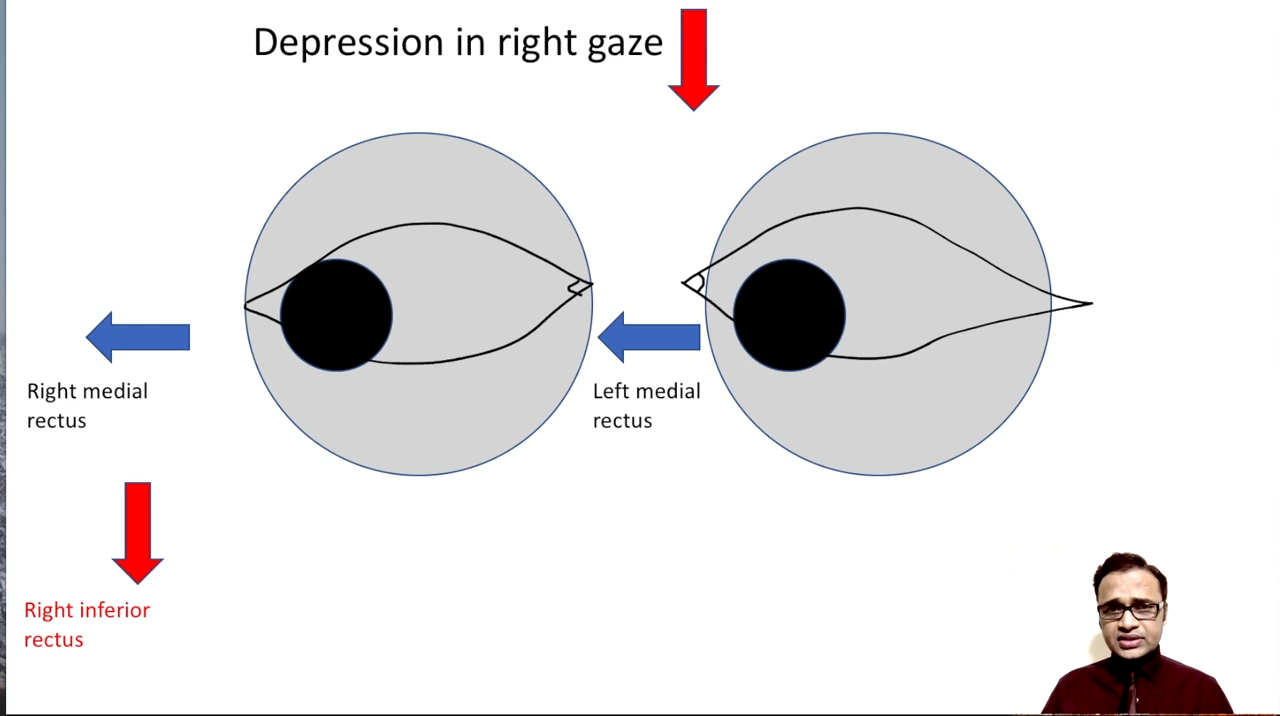 Depression in right gaze
Right medial
rectus
Left medial
rectus
Right inferior
rectus